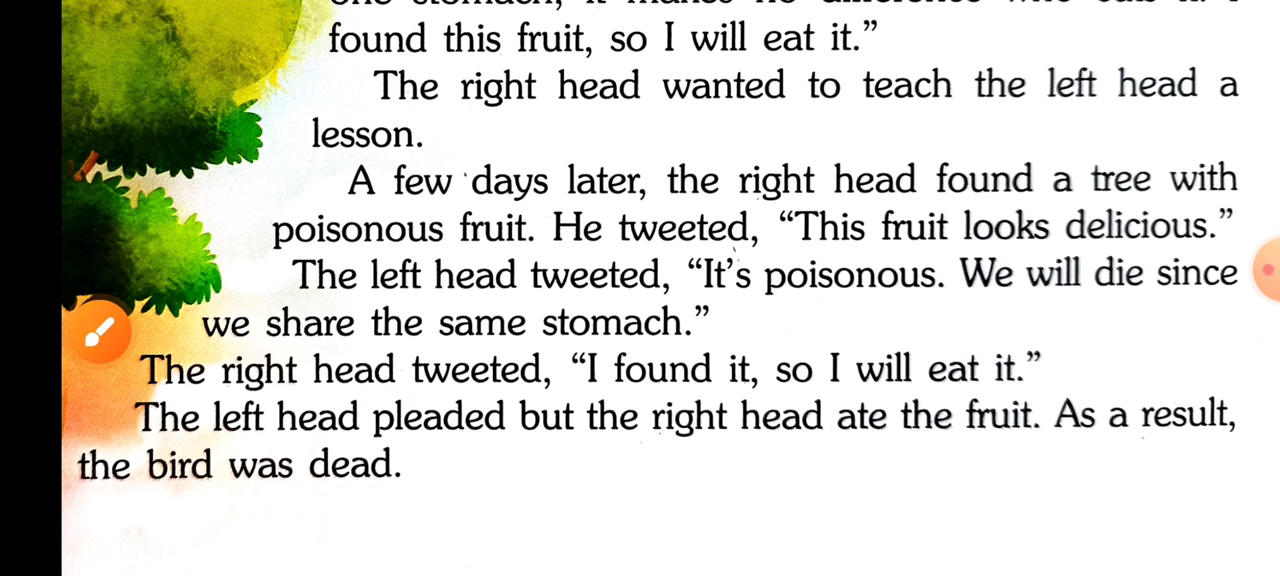 found this fruit, so I will eat it.”
The right head wanted to teach the left head a
lesson.
A few days later, the right head found a tree with
poisonous fruit. He tweeted, “This fruit looks delicious.”
The left head tweeted, “It’s poisonous. We will die since
we share the same stomach.”
The right head tweeted, “I found it, so I will eat it.”
The left head pleaded but the right head ate the fruit. As a result,
the bird was dead.